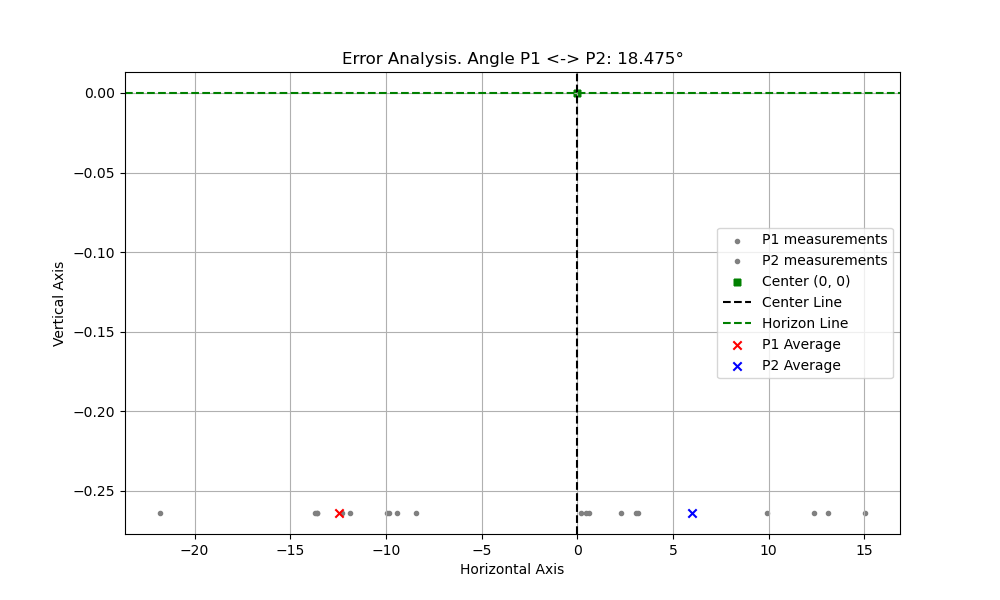 Error Analysis. Angle P1 <-> P2: 18.475°
Vertical Axis
0.00
−0.05
−0.10
−0.15
−0.20
−0.25
P1 measurements
P2 measurements
Center (0, 0)
Center Line
Horizon Line
P1 Average
P2 Average
−20 −15 −10 −5 0 5 10 15
Horizontal Axis